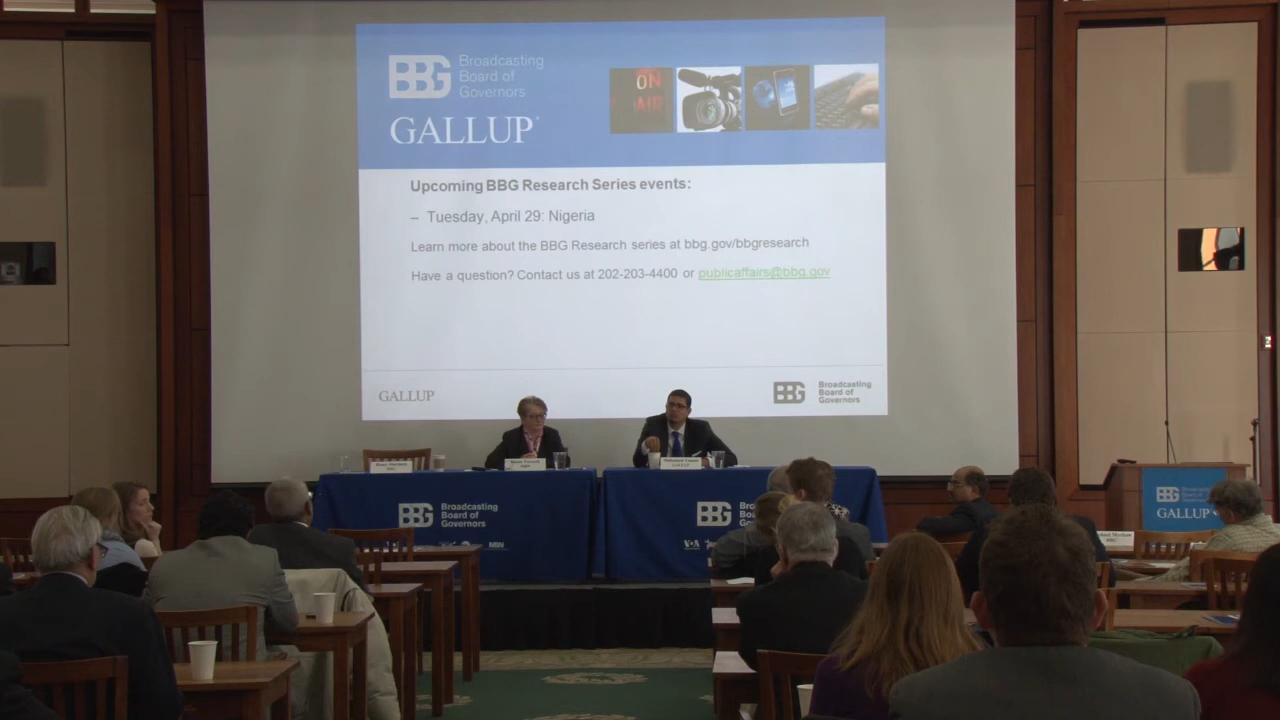 BBG Broadcasting
Board of
Governors
GALLUP
ON
AIR
Upcoming BBG Research Series events:
– Tuesday, April 29: Nigeria
Learn more about the BBG Research series at bbg.gov/bbgresearch
Have a question? Contact us at 202-203-4400 or publicaffairs@bbg.gov
GALLUP
BBG Broadcasting
Board of
Governors
BBG Broadcasting
Board of
Governors
BBG
VOA
BBG Broadcasting
Board of
Governors
GALLUP